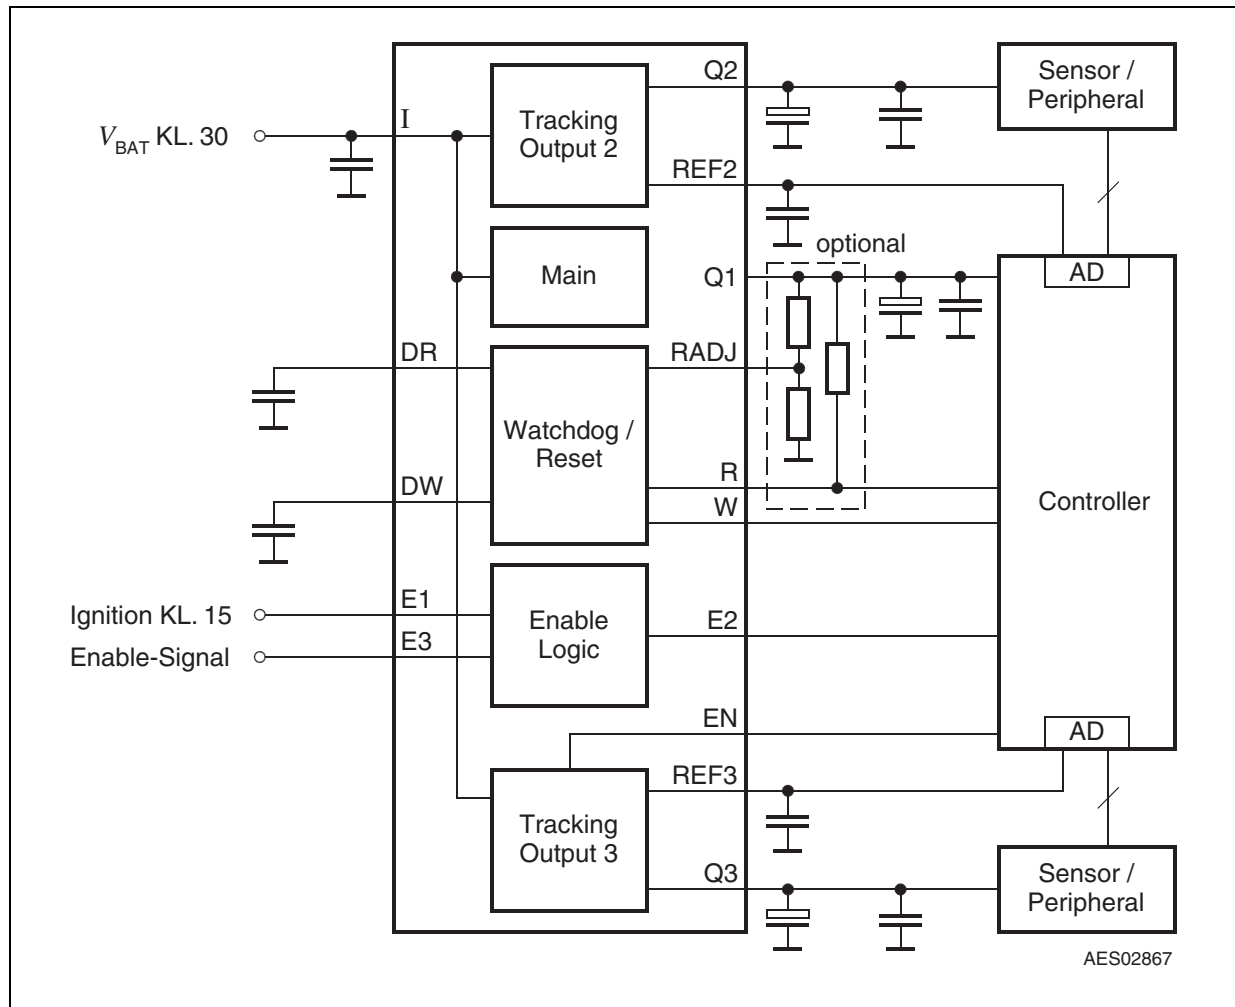 Q2
Sensor /
Peripheral
Tracking
Output 2
V BAT KL. 30
I
REF2
optional
Main
Q1
AD
DR
RADJ
Watchdog /
Reset
R
DW
W
Controller
Ignition KL. 15
E1
Enable
Logic
E2
Enable-Signal
E3
EN
AD
REF3
Tracking
Output 3
Q3
Sensor /
Peripheral
AES02867